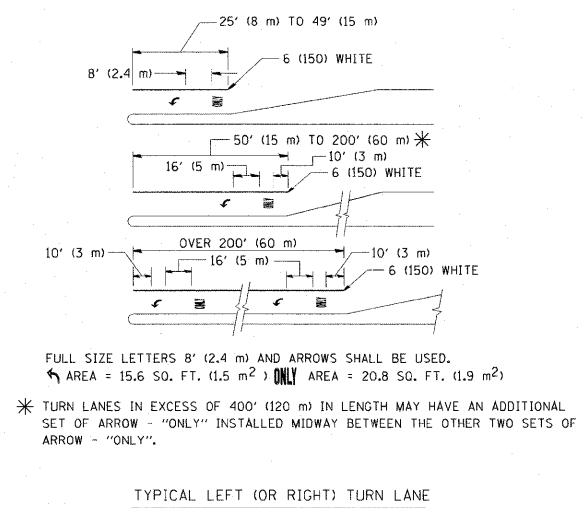 25' (8 m) TO 49' (15 m)
8' (2.4 m)
6 (150) WHITE
ONLY
50' (15 m) TO 200' (60 m) *
16' (5 m)
10' (3 m)
6 (150) WHITE
ONLY
OVER 200' (60 m)
10' (3 m)
16' (5 m)
10' (3 m)
6 (150) WHITE
ONLY
ONLY
FULL SIZE LETTERS 8' (2.4 m) AND ARROWS SHALL BE USED.
AREA = 15.6 SQ. FT. (1.5 m²) ONLY AREA = 20.8 SQ. FT. (1.9 m²)
* TURN LANES IN EXCESS OF 400' (120 m) IN LENGTH MAY HAVE AN ADDITIONAL
SET OF ARROW - "ONLY" INSTALLED MIDWAY BETWEEN THE OTHER TWO SETS OF
ARROW - "ONLY".
TYPICAL LEFT (OR RIGHT) TURN LANE